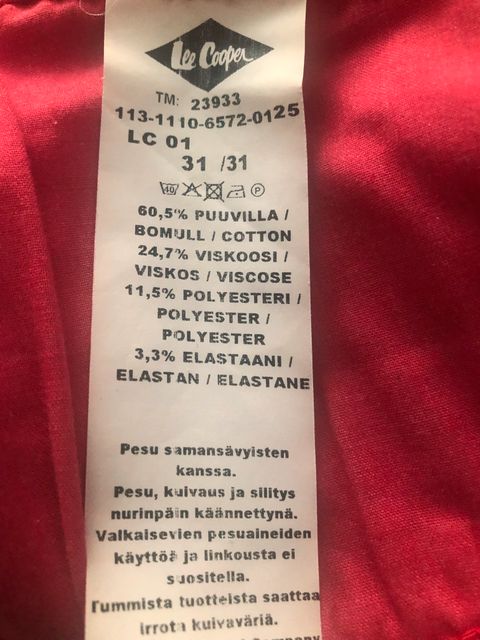 Lee Cooper
TM: 23933
113-1110-6572-0125
LC 01
31 /31
40 P
60,5% PUUVILLA /
BOMULL / COTTON
24,7% VISKOOSI /
VISKOS / VISCOSE
11,5% POLYESTERI /
POLYESTER /
POLYESTER
3,3% ELASTAANI /
ELASTAN / ELASTANE
Pesu samansävyisten
kanssa.
Pesu, kuivaus ja silitys
nurinpäin käännettynä.
Valkaisevien pesuaineiden
käyttöä ja linkousta ei
suositella.
Tummista tuotteista saattaa
irrota kuivaväriä.
Company